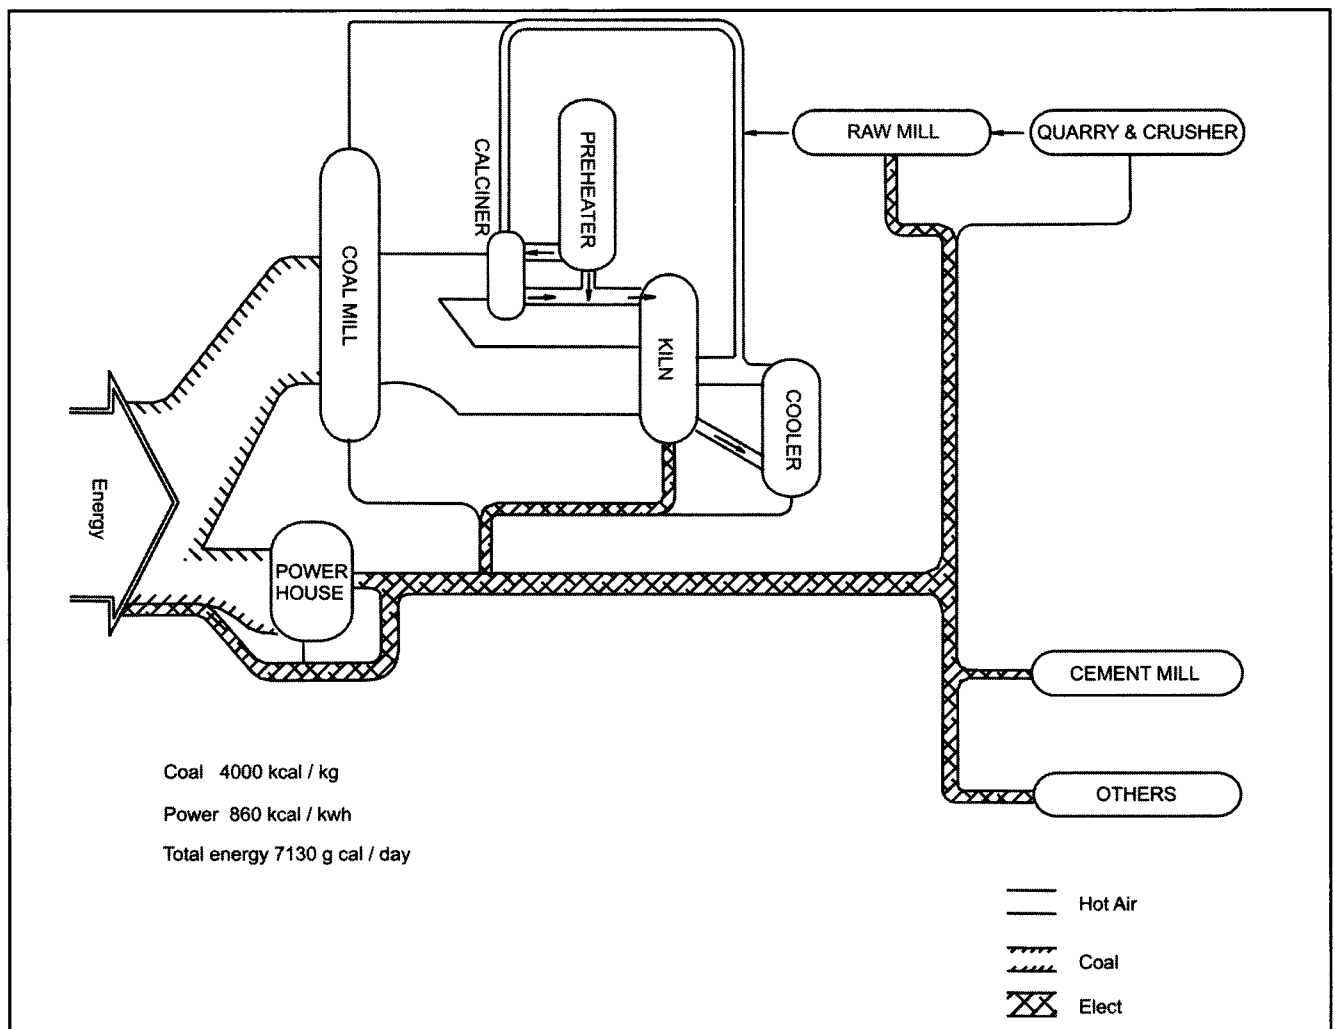 RAW MILL
QUARRY & CRUSHER
CALCINER
PREHEATER
COAL MILL
KILN
COOLER
Energy
POWER
HOUSE
CEMENT MILL
OTHERS
Coal 4000 kcal / kg
Power 860 kcal / kwh
Total energy 7130 g cal / day
Hot Air
Coal
Elect